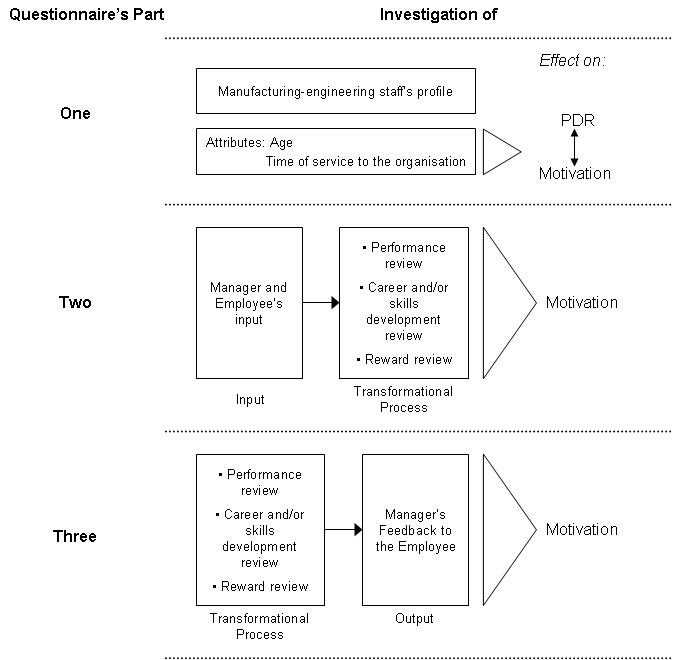 Questionnaire's Part
Investigation of
Effect on:
One
Manufacturing-engineering staff's profile
Attributes: Age
Time of service to the organisation
PDR
Motivation
Two
Manager and
Employee's
input
Input
• Performance
review
• Career and/or
skills
development
review
• Reward review
Transformational
Process
Motivation
Three
• Performance
review
• Career and/or
skills
development
review
• Reward review
Transformational
Process
Manager's
Feedback to
the Employee
Output
Motivation